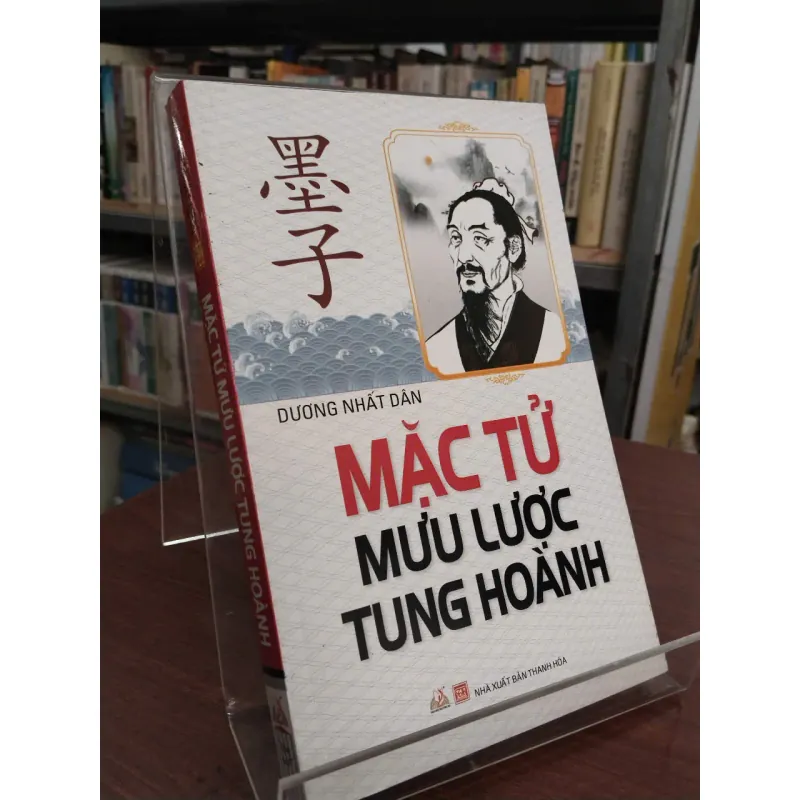 墨子
DƯƠNG NHẤT DÂN
MẶC TỬ
MƯU LƯỢC
TUNG HOÀNH
NHÀ XUẤT BẢN THANH HÓA
MẶC TỬ MƯU LƯỢC TUNG HOÀNH